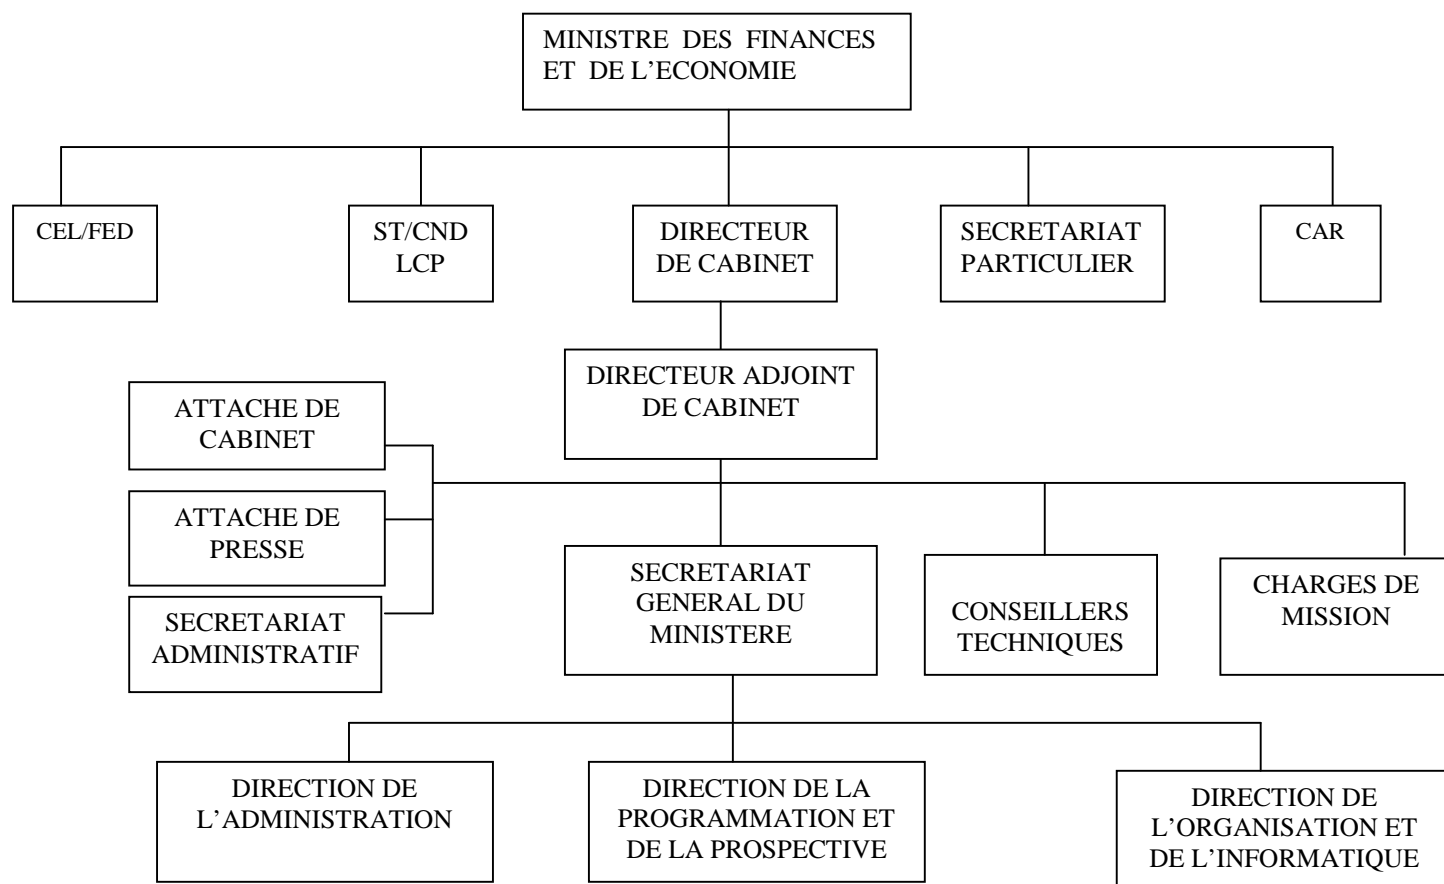 MINISTRE DES FINANCES
ET DE L’ECONOMIE
CEL/FED
ST/CND
LCP
DIRECTEUR
DE CABINET
SECRETARIAT
PARTICULIER
CAR
DIRECTEUR ADJOINT
DE CABINET
ATTACHE DE
CABINET
ATTACHE DE
PRESSE
SECRETARIAT
ADMINISTRATIF
SECRETARIAT
GENERAL DU
MINISTERE
CONSEILLERS
TECHNIQUES
CHARGES DE
MISSION
DIRECTION DE
L’ADMINISTRATION
DIRECTION DE LA
PROGRAMMATION ET
DE LA PROSPECTIVE
DIRECTION DE
L’ORGANISATION ET
DE L’INFORMATIQUE